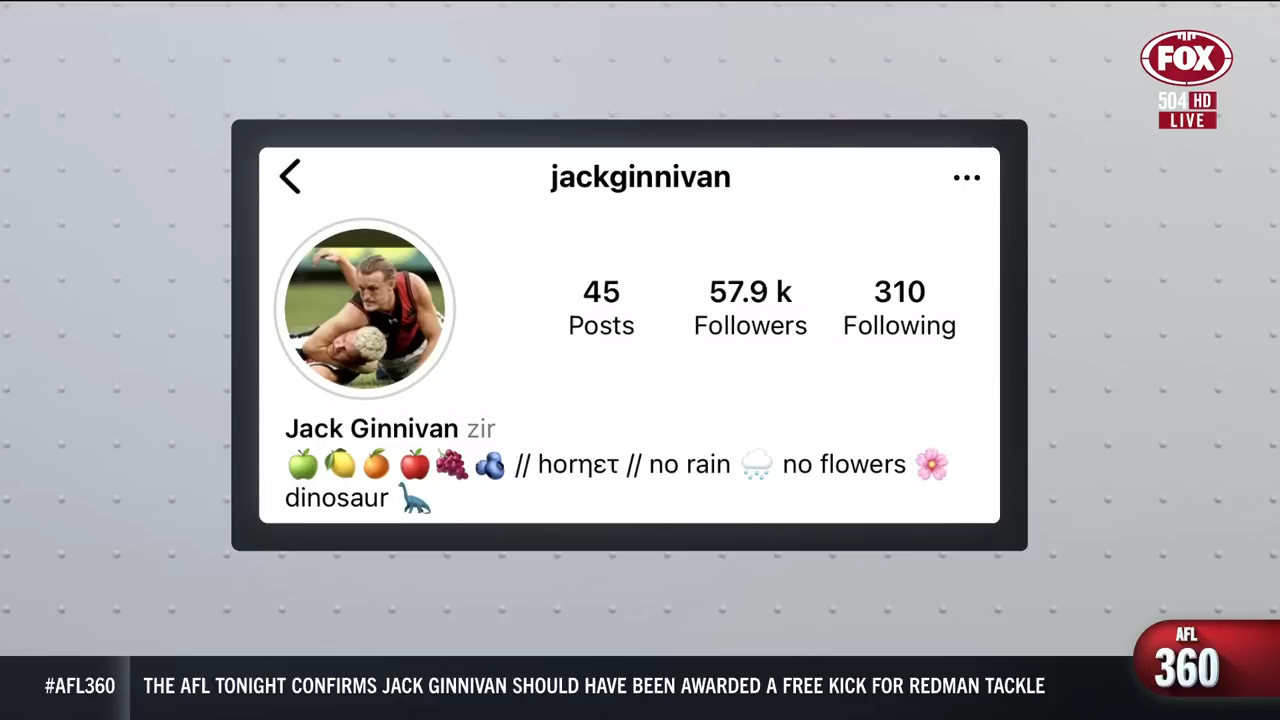 FOX
504 HD
LIVE
jackginnivan
45
Posts
57.9 k
Followers
310
Following
Jack Ginnivan zir
🍏🍋🍊🍎🍇🫐 // horηεт // no rain 🌧 no flowers 🌸
dinosaur 🦕
AFL
360
#AFL360
THE AFL TONIGHT CONFIRMS JACK GINNIVAN SHOULD HAVE BEEN AWARDED A FREE KICK FOR REDMAN TACKLE